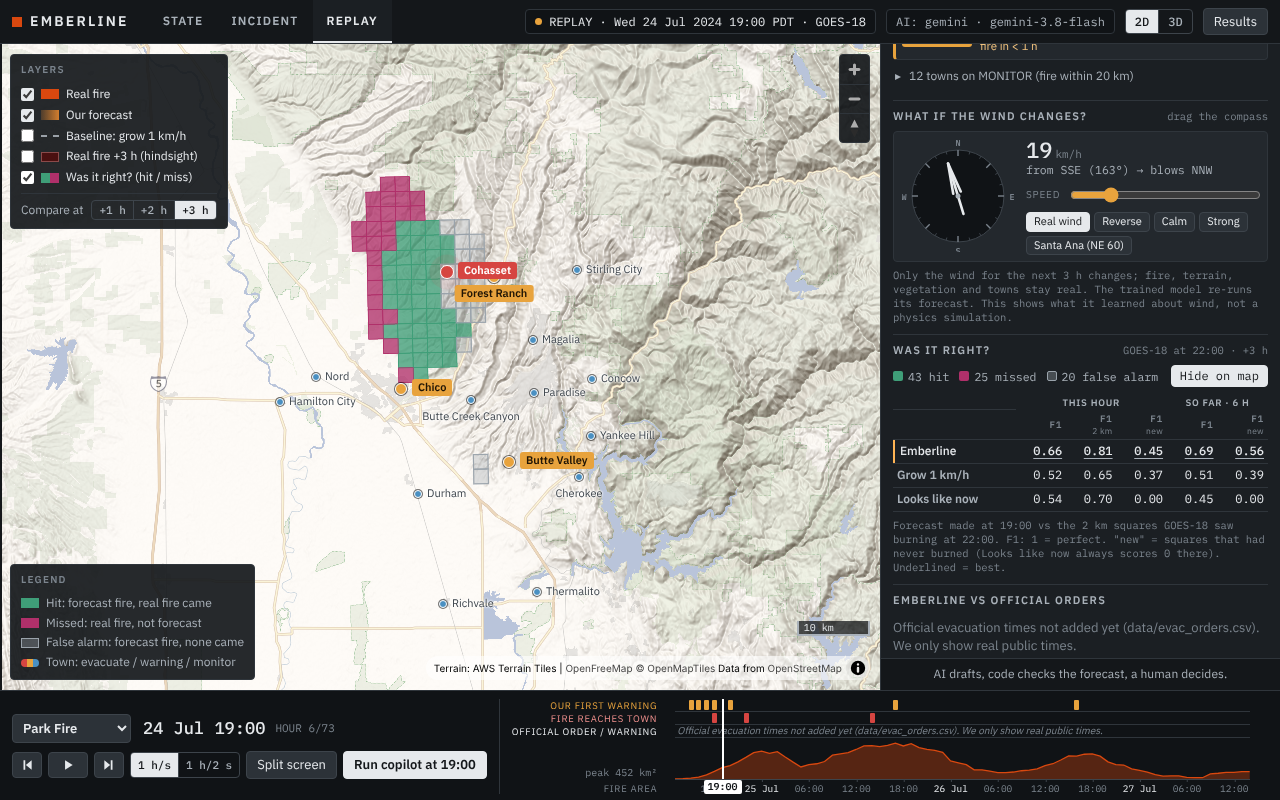 EMBERLINE
STATE
INCIDENT
REPLAY
REPLAY · Wed 24 Jul 2024 19:00 PDT · GOES-18
AI: gemini · gemini-3.8-flash
2D
3D
Results
LAYERS
Real fire
Our forecast
Baseline: grow 1 km/h
Real fire +3 h (hindsight)
Was it right? (hit / miss)
Compare at
+1 h
+2 h
+3 h
Cohasset
Forest Ranch
Stirling City
Magalia
Nord
Hamilton City
Chico
Butte Creek Canyon
Paradise
Concow
Yankee Hill
Butte Valley
Cherokee
Durham
Thermalito
Richvale
5
10 km
Terrain: AWS Terrain Tiles | OpenFreeMap © OpenMapTiles Data from OpenStreetMap
LEGEND
Hit: forecast fire, real fire came
Missed: real fire, not forecast
False alarm: forecast fire, none came
Town: evacuate / warning / monitor
fire in < 1 h
12 towns on MONITOR (fire within 20 km)
WHAT IF THE WIND CHANGES?
drag the compass
N
E
S
W
19 km/h
from SSE (163°) → blows NNW
SPEED
Real wind
Reverse
Calm
Strong
Santa Ana (NE 60)
Only the wind for the next 3 h changes; fire, terrain,
vegetation and towns stay real. The trained model re-runs
its forecast. This shows what it learned about wind, not a
physics simulation.
WAS IT RIGHT?
GOES-18 at 22:00 · +3 h
43 hit
25 missed
20 false alarm
Hide on map
THIS HOUR
SO FAR · 6 H
F1
F1 2 km
F1 new
F1
F1 new
Emberline 0.66 0.81 0.45 0.69 0.56
Grow 1 km/h 0.52 0.65 0.37 0.51 0.39
Looks like now 0.54 0.70 0.00 0.45 0.00
Forecast made at 19:00 vs the 2 km squares GOES-18 saw
burning at 22:00. F1: 1 = perfect. "new" = squares that had
never burned (Looks like now always scores 0 there).
Underlined = best.
EMBERLINE VS OFFICIAL ORDERS
Official evacuation times not added yet (data/evac_orders.csv).
We only show real public times.
AI drafts, code checks the forecast, a human decides.
Park Fire
24 Jul 19:00
HOUR 6/73
1 h/s
1 h/2 s
Split screen
Run copilot at 19:00
OUR FIRST WARNING
FIRE REACHES TOWN
OFFICIAL ORDER / WARNING
Official evacuation times not added yet (data/evac_orders.csv). We only show real public times.
peak 452 km²
FIRE AREA
19:00
25 Jul
06:00
12:00
18:00
26 Jul
06:00
12:00
18:00
27 Jul
06:00
12:00